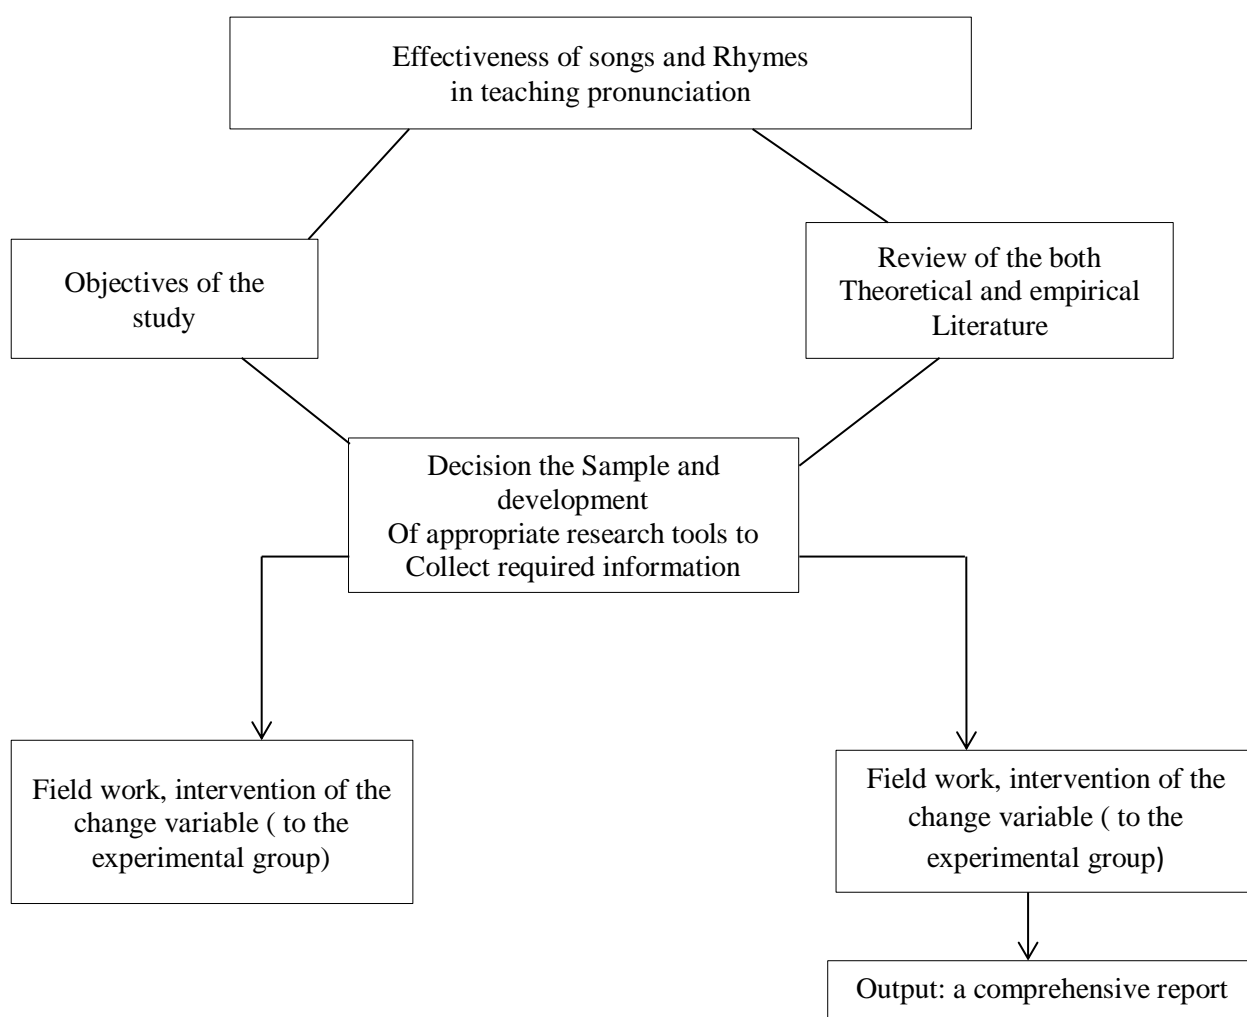 Effectiveness of songs and Rhymes
in teaching pronunciation
Objectives of the
study
Review of the both
Theoretical and empirical
Literature
Decision the Sample and
development
Of appropriate research tools to
Collect required information
Field work, intervention of the
change variable ( to the
experimental group)
Field work, intervention of the
change variable ( to the
experimental group)
Output: a comprehensive report